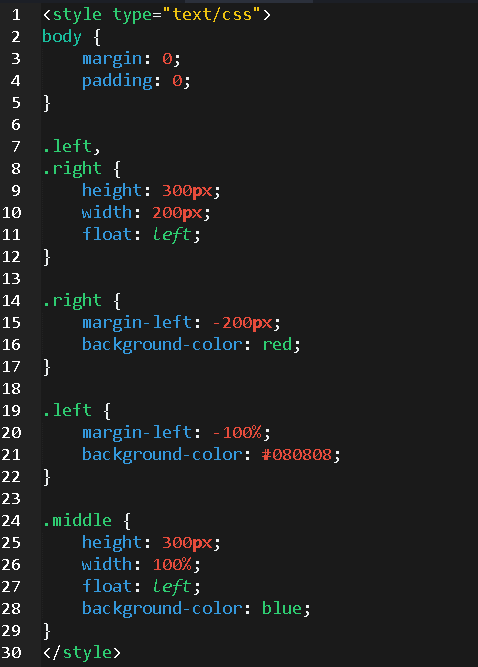 1 <style type="text/css">
2 body {
3     margin: 0;
4     padding: 0;
5 }
6
7 .left,
8 .right {
9     height: 300px;
10     width: 200px;
11     float: left;
12 }
13
14 .right {
15     margin-left: -200px;
16     background-color: red;
17 }
18
19 .left {
20     margin-left: -100%;
21     background-color: #080808;
22 }
23
24 .middle {
25     height: 300px;
26     width: 100%;
27     float: left;
28     background-color: blue;
29 }
30 </style>